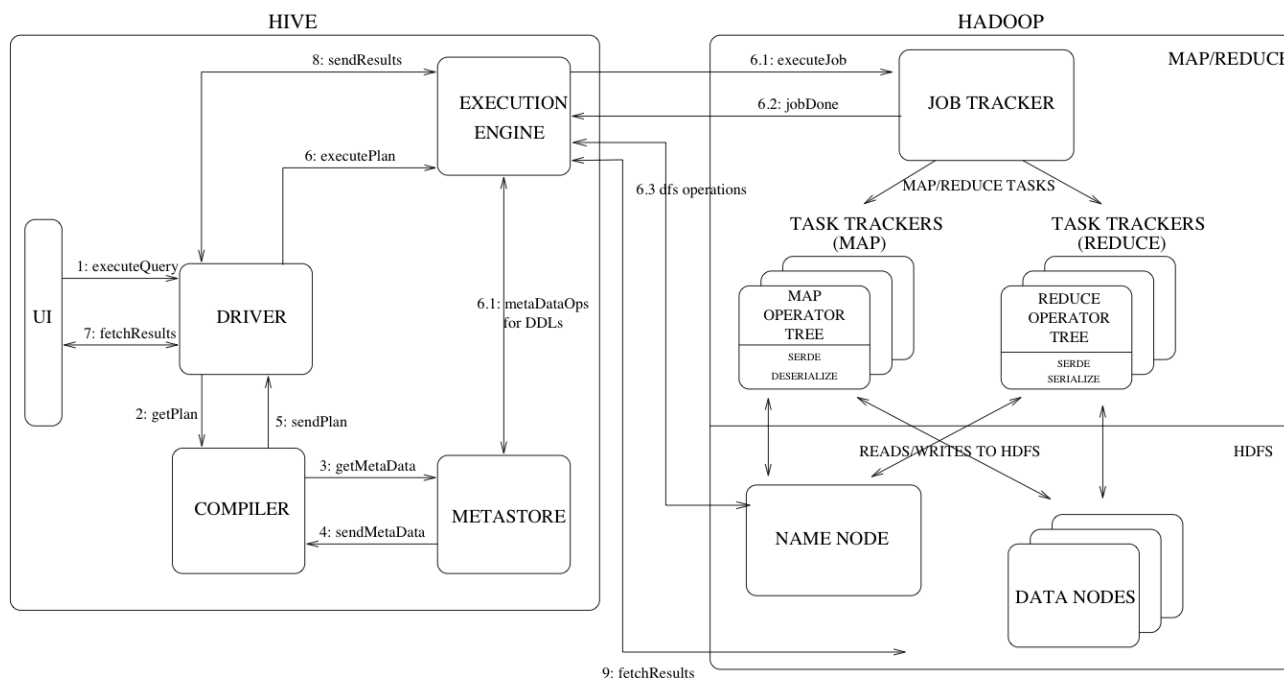 HIVE
HADOOP
MAP/REDUCE
8: sendResults
EXECUTION
ENGINE
6.1: executeJob
6.2: jobDone
JOB TRACKER
6: executePlan
6.3 dfs operations
MAP/REDUCE TASKS
TASK TRACKERS
(MAP)
TASK TRACKERS
(REDUCE)
UI
1: executeQuery
DRIVER
7: fetchResults
6.1: metaDataOps
for DDLs
MAP
OPERATOR
TREE
SERDE
DESERIALIZE
REDUCE
OPERATOR
TREE
SERDE
SERIALIZE
2: getPlan
5: sendPlan
READS/WRITES TO HDFS
HDFS
COMPILER
3: getMetaData
4: sendMetaData
METASTORE
NAME NODE
DATA NODES
9: fetchResults